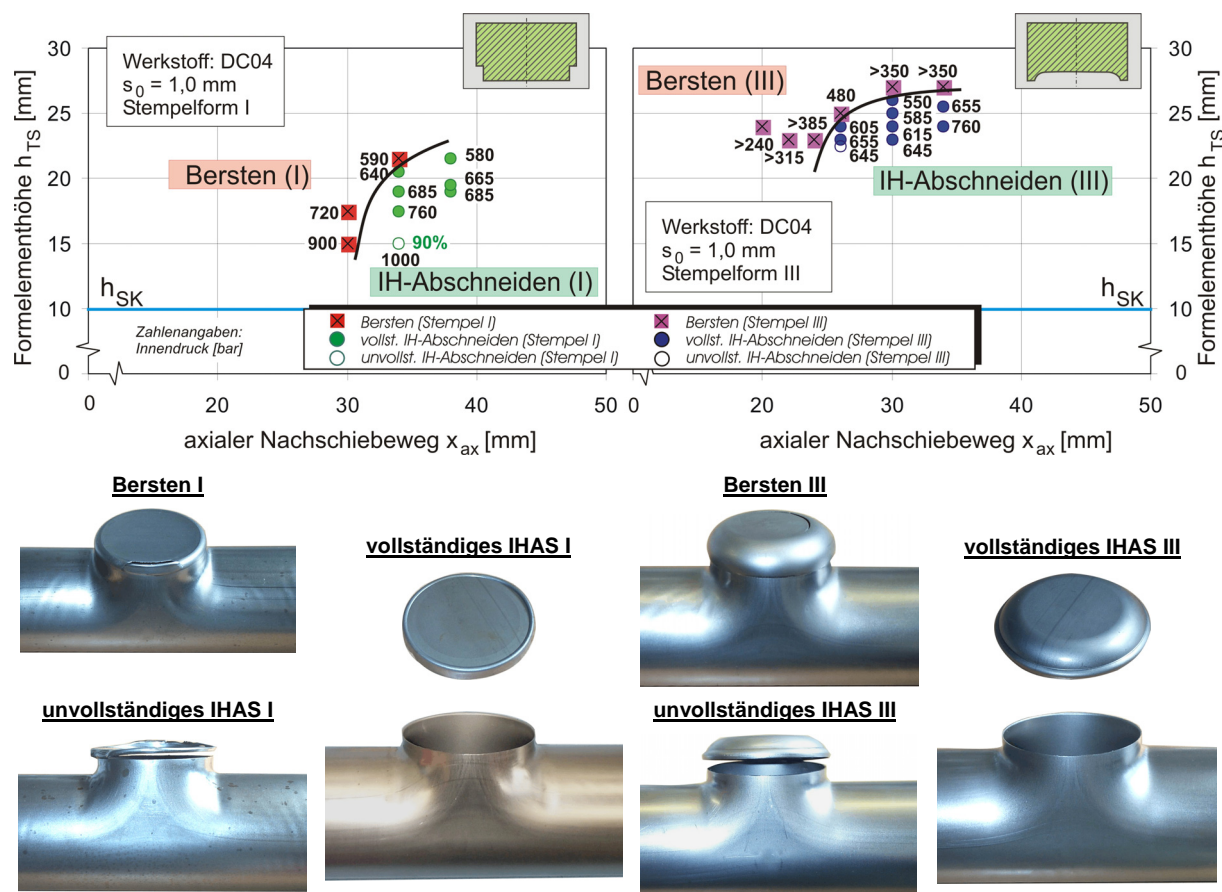 Formelementhöhe h_TS [mm]
30
25
20
15
10
0
Werkstoff: DC04
s_0 = 1,0 mm
Stempelform I
Bersten (I)
590
640
685
760
580
665
685
720
900
90%
1000
IH-Abschneiden (I)
h_SK
Zahlenangaben:
Innendruck [bar]
0
20
30
40
50
axialer Nachschiebeweg x_ax [mm]
Bersten (III)
>350
>350
480
550
655
>385
605
585
760
>240
655
615
>315
645
645
IH-Abschneiden (III)
Werkstoff: DC04
s_0 = 1,0 mm
Stempelform III
h_SK
30
25
20
15
10
0
Formelementhöhe h_TS [mm]
0
20
30
40
50
axialer Nachschiebeweg x_ax [mm]
Bersten (Stempel I)
vollst. IH-Abschneiden (Stempel I)
unvollst. IH-Abschneiden (Stempel I)
Bersten (Stempel III)
vollst. IH-Abschneiden (Stempel III)
unvollst. IH-Abschneiden (Stempel III)
Bersten I
vollständiges IHAS I
unvollständiges IHAS I
Bersten III
vollständiges IHAS III
unvollständiges IHAS III